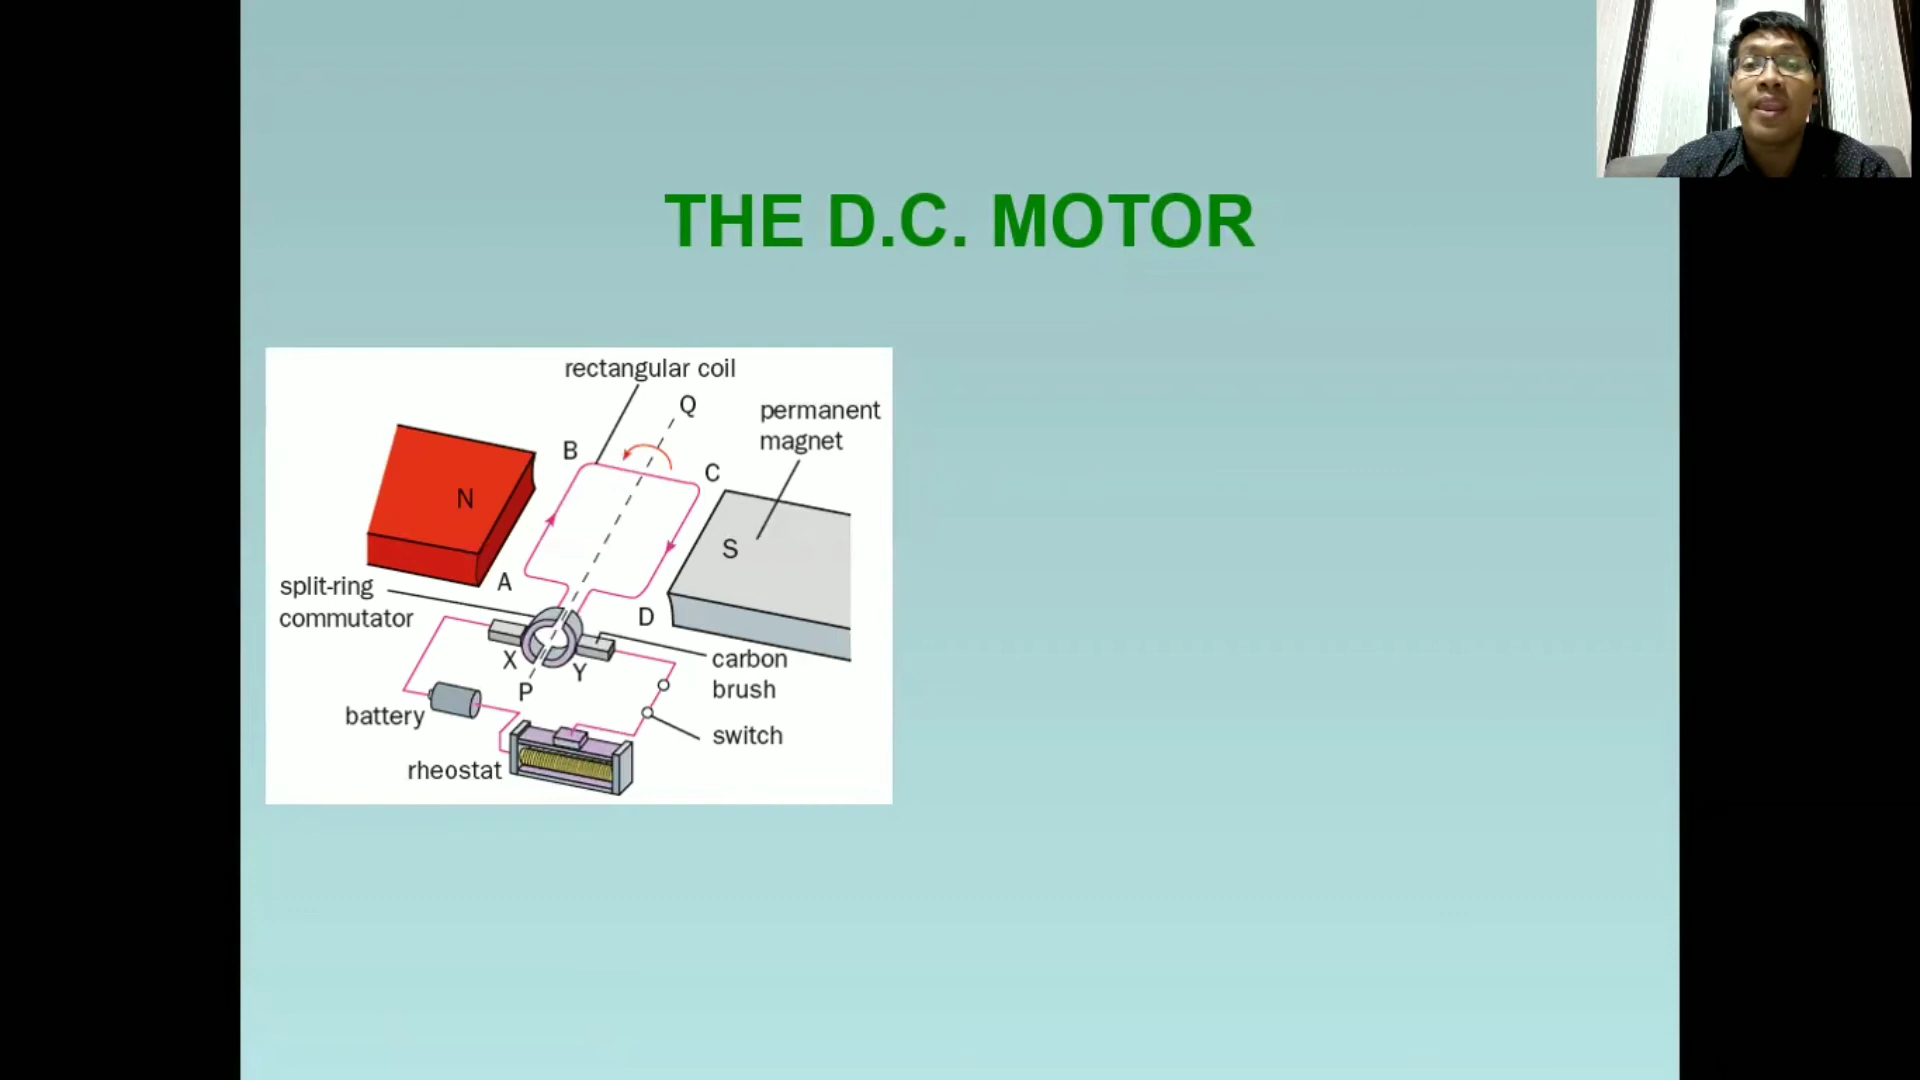 THE D.C. MOTOR
rectangular coil
Q
permanent
magnet
B
C
N
S
A
split-ring
commutator
D
X
Y
carbon
brush
P
battery
switch
rheostat